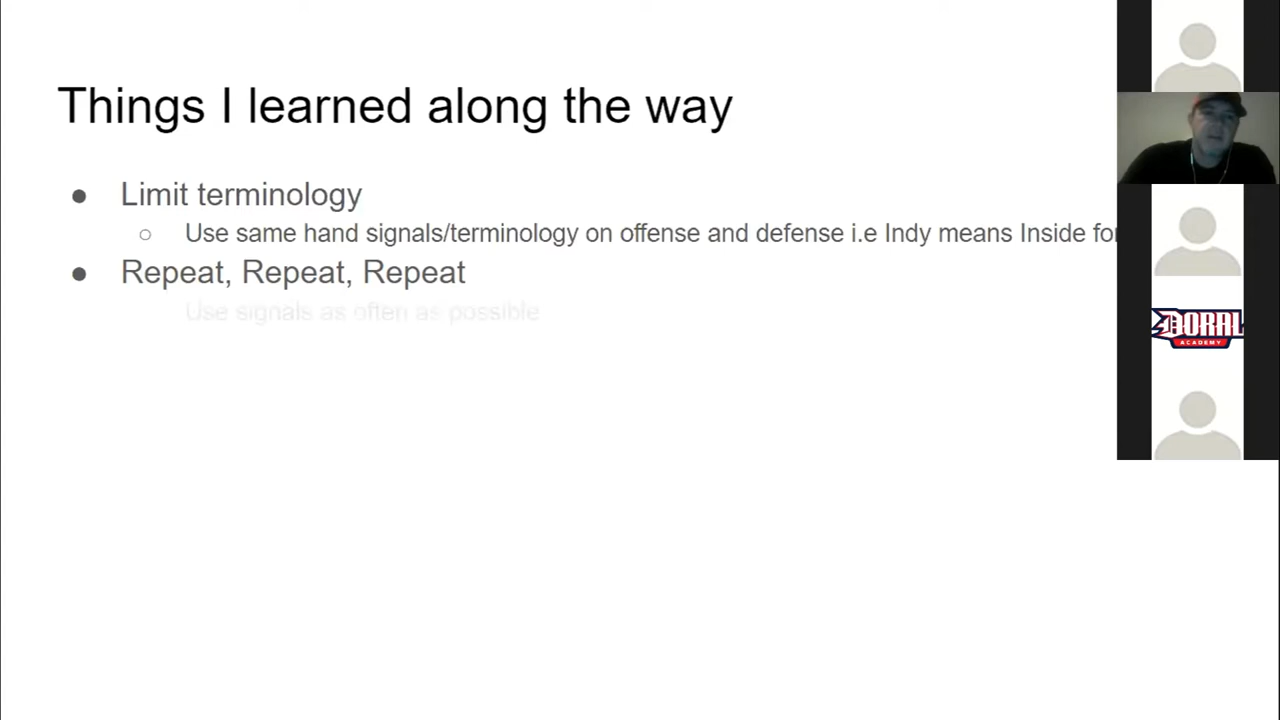 Things I learned along the way
● Limit terminology
○ Use same hand signals/terminology on offense and defense i.e Indy means Inside for
● Repeat, Repeat, Repeat
Use signals as often as possible
DORAL
ACADEMY